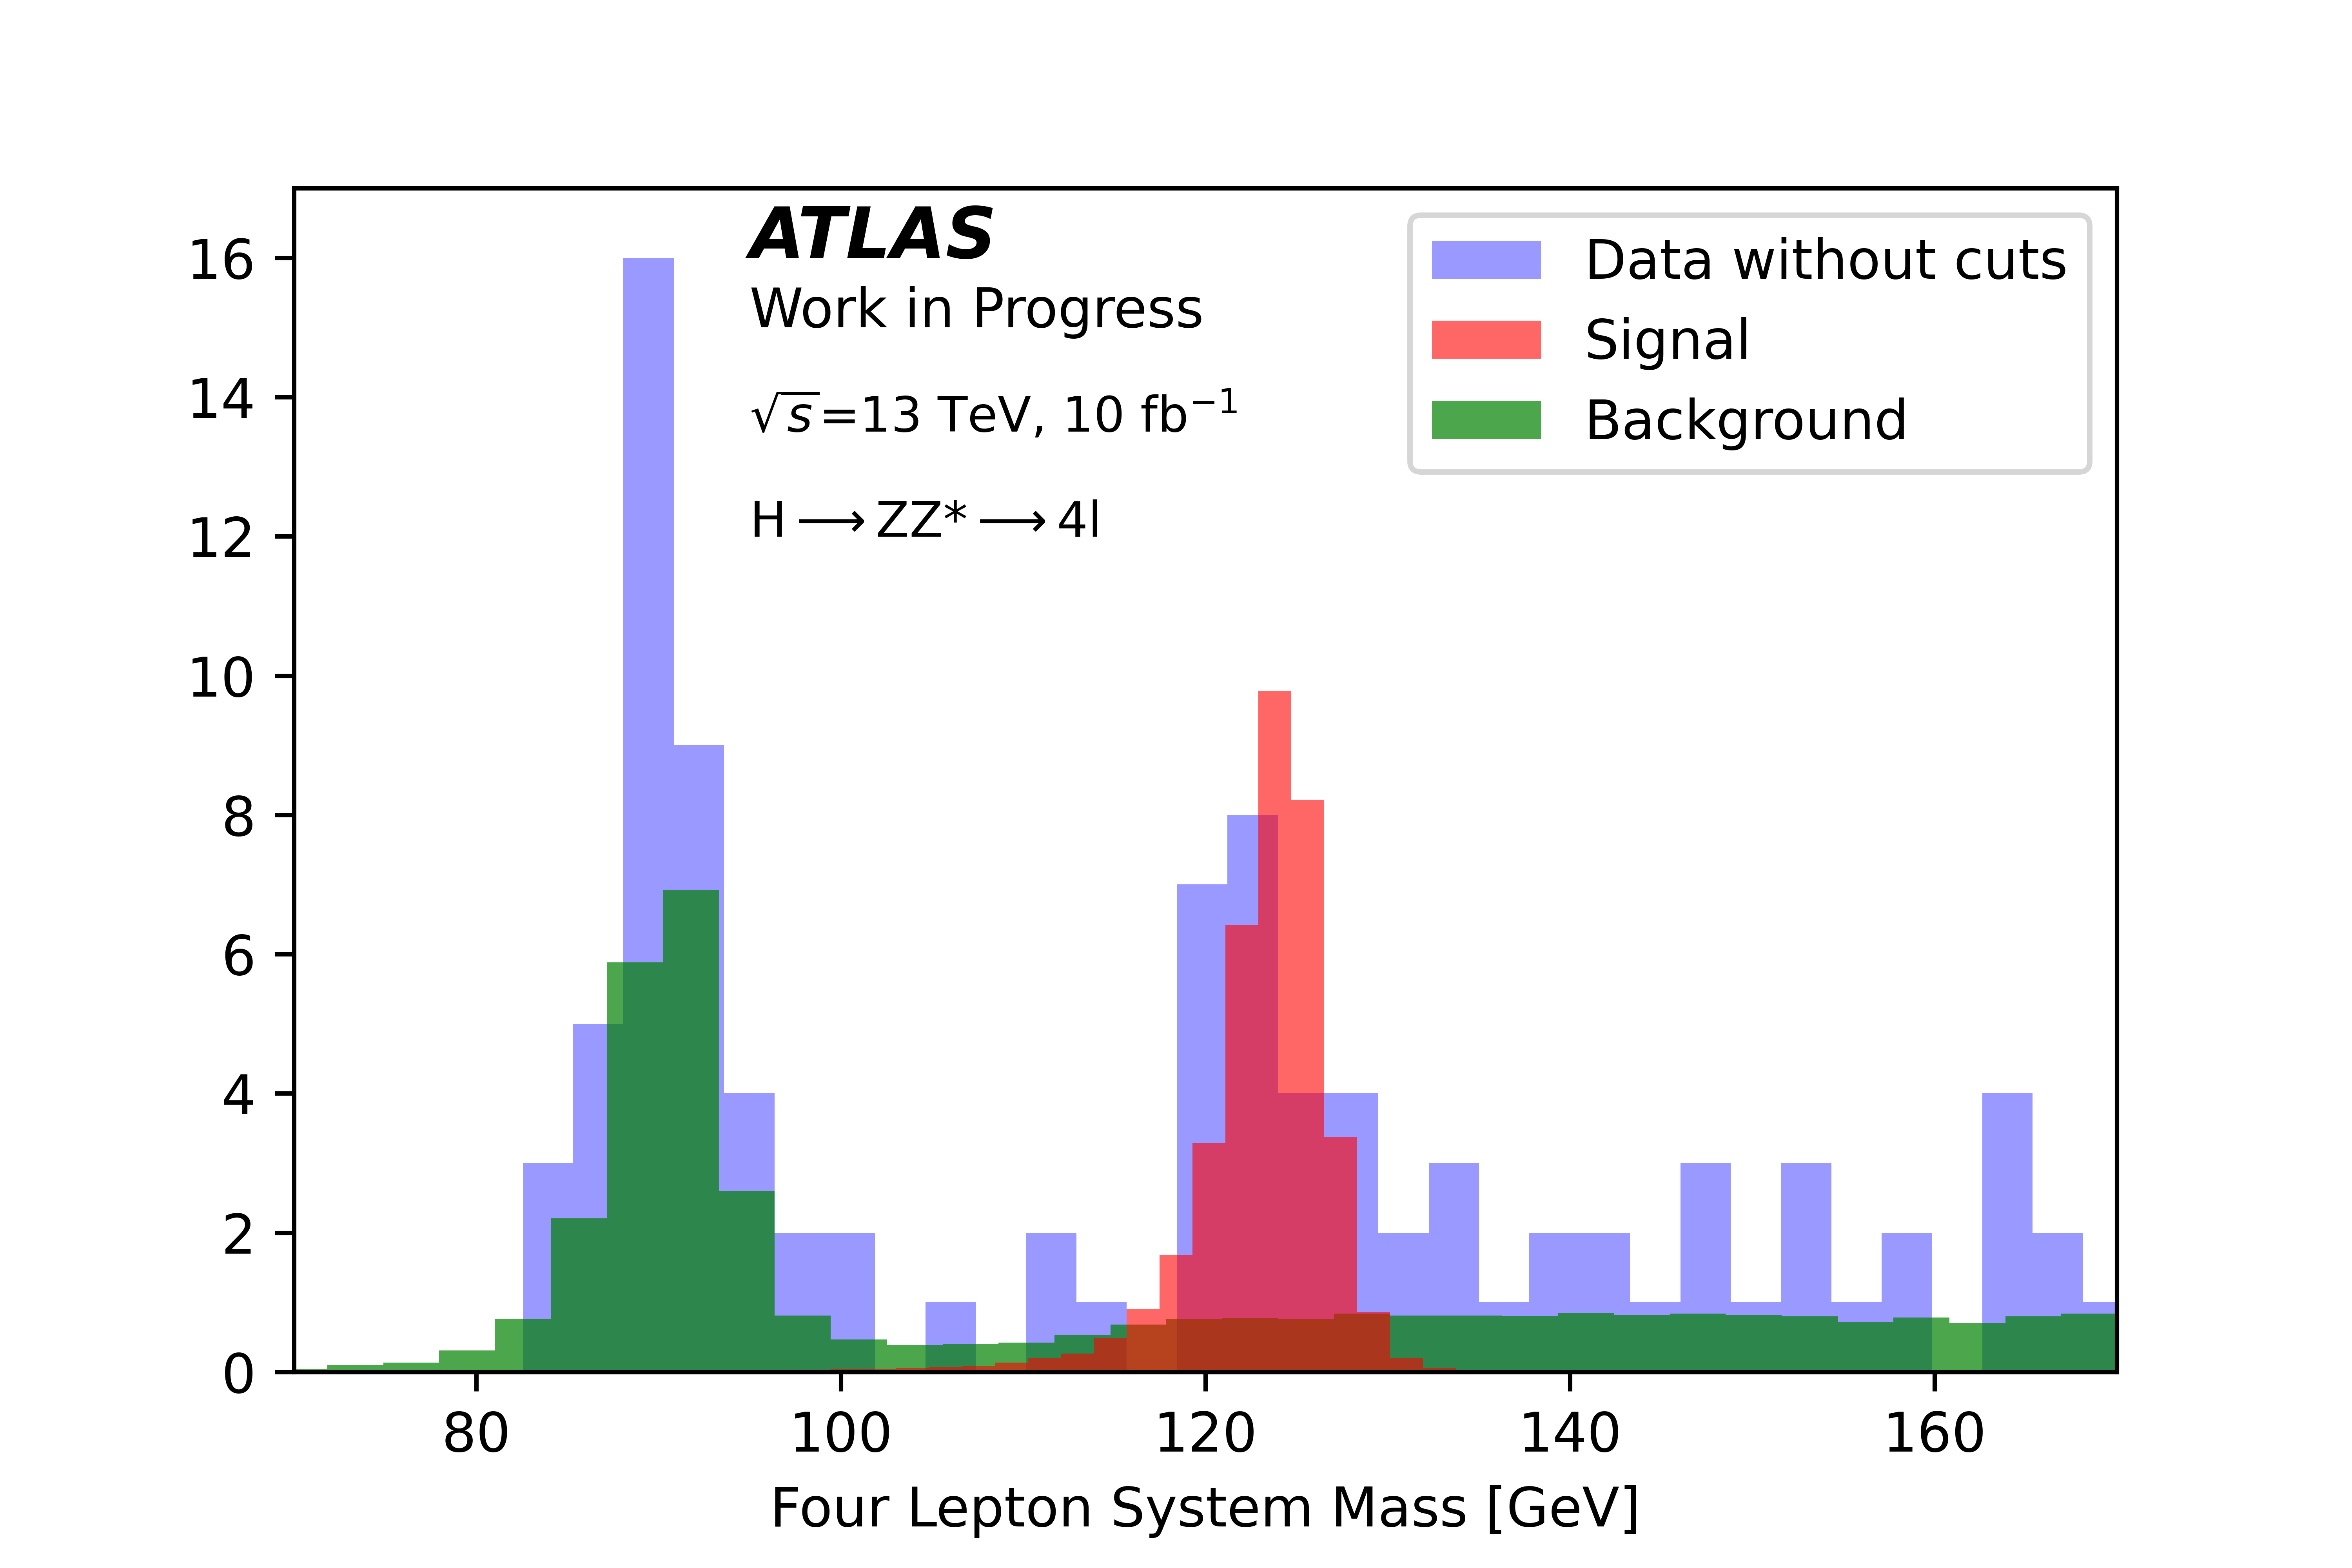 ATLAS
Work in Progress
√s=13 TeV, 10 fb⁻¹
H⟶ZZ*⟶4l
Data without cuts
Signal
Background
16
14
12
10
8
6
4
2
0
80 100 120 140 160
Four Lepton System Mass [GeV]